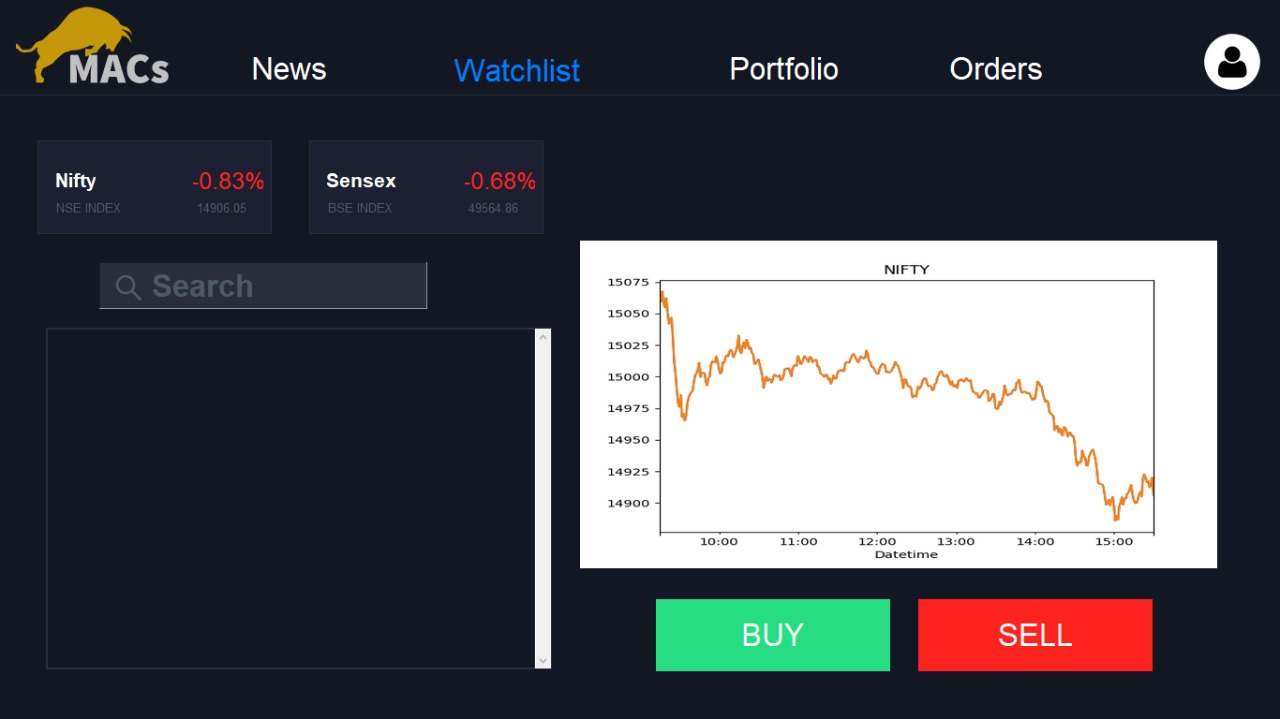 MACs
News Watchlist Portfolio Orders
Nifty -0.83%
NSE INDEX 14906.05
Sensex -0.68%
BSE INDEX 49564.86
Search
NIFTY
15075
15050
15025
15000
14975
14950
14925
14900
10:00 11:00 12:00 13:00 14:00 15:00
Datetime
BUY SELL